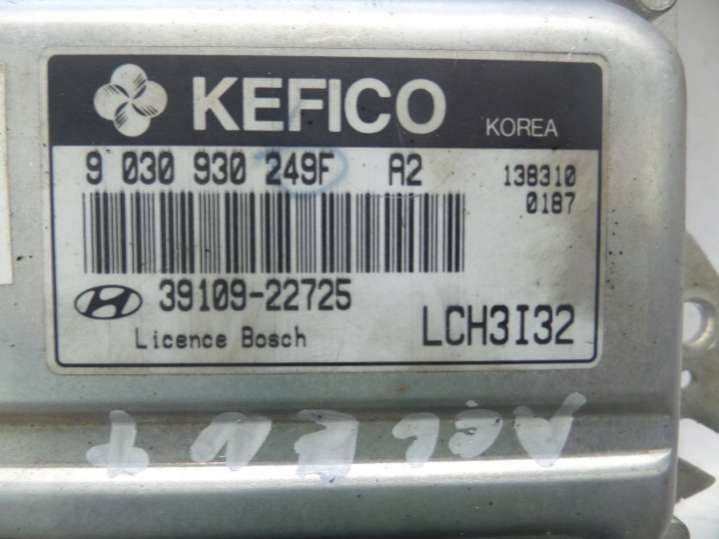 KEFICO KOREA
9 030 930 249F A2 138310
0187
39109-22725 LCH3I32
Licence Bosch